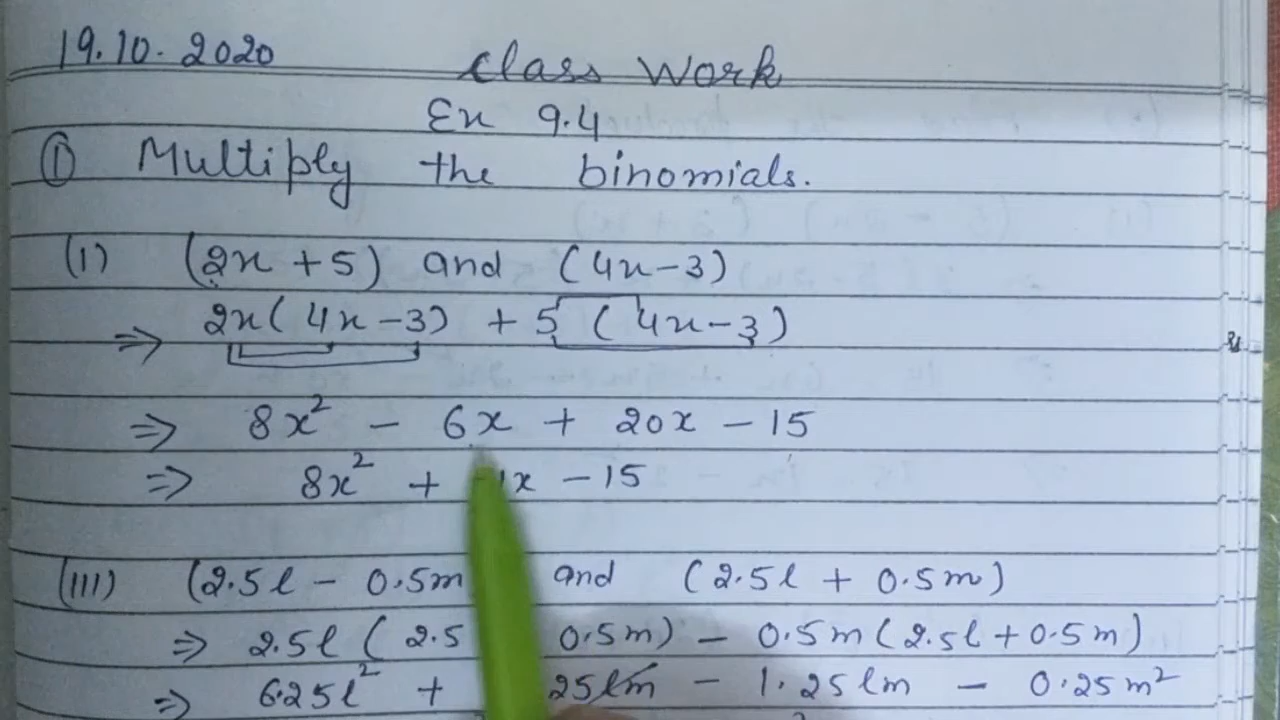 19.10.2020
Class Work
Ex 9.4
① Multiply the binomials.
(I) (2x + 5) and (4x - 3)
⇒ 2x(4x - 3) + 5 (4x - 3)
⇒ 8x² - 6x + 20x - 15
⇒ 8x² + x - 15
(III) (2.5l - 0.5m and (2.5l + 0.5m)
⇒ 2.5l (2.5 0.5m) - 0.5m(2.5l + 0.5m)
⇒ 6.25l² + 25lm - 1.25lm - 0.25m²